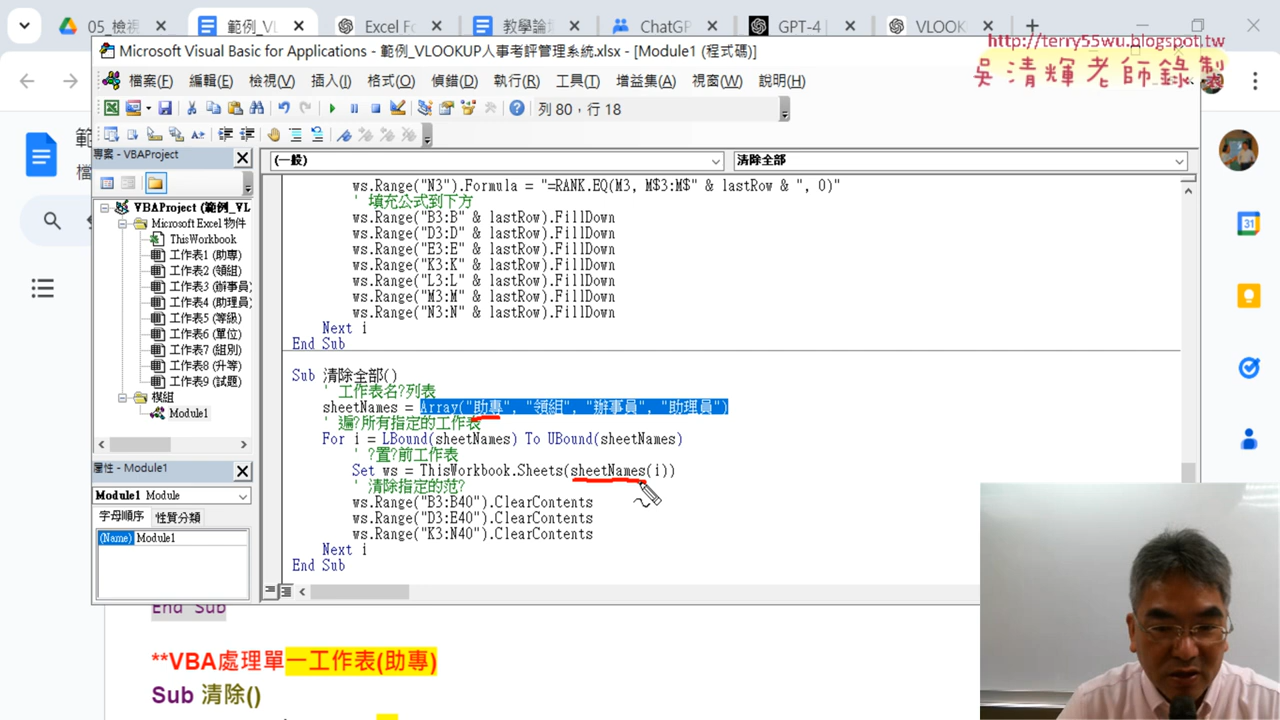 05_檢視
範例_VL
Excel Fo
教學論
ChatGP
GPT-4
VLOOK
http://terry55wu.blogspot.tw
吳清輝老師錄製
Microsoft Visual Basic for Applications - 範例_VLOOKUP人事考評管理系統.xlsx - [Module1 (程式碼)]
檔案(F) 編輯(E) 檢視(V) 插入(I) 格式(O) 偵錯(D) 執行(R) 工具(T) 增益集(A) 視窗(W) 說明(H)
列 80，行 18
專案 - VBAProject
(一般)
清除全部
VBAProject (範例_VL
Microsoft Excel 物件
ThisWorkbook
工作表1 (助專)
工作表2 (領組)
工作表3 (辦事員)
工作表4 (助理員)
工作表5 (等級)
工作表6 (單位)
工作表7 (組別)
工作表8 (升等)
工作表9 (試題)
模組
Module1
屬性 - Module1
Module1 Module
字母順序 性質分類
(Name) Module1
ws.Range("N3").Formula = "=RANK.EQ(M3, M$3:M$" & lastRow & ", 0)"
' 填充公式到下方
ws.Range("B3:B" & lastRow).FillDown
ws.Range("D3:D" & lastRow).FillDown
ws.Range("E3:E" & lastRow).FillDown
ws.Range("K3:K" & lastRow).FillDown
ws.Range("L3:L" & lastRow).FillDown
ws.Range("M3:M" & lastRow).FillDown
ws.Range("N3:N" & lastRow).FillDown
Next i
End Sub
Sub 清除全部()
' 工作表名?列表
sheetNames = Array("助專", "領組", "辦事員", "助理員")
' 遍?所有指定的工作表
For i = LBound(sheetNames) To UBound(sheetNames)
' ?置?前工作表
Set ws = ThisWorkbook.Sheets(sheetNames(i))
' 清除指定的范?
ws.Range("B3:B40").ClearContents
ws.Range("D3:E40").ClearContents
ws.Range("K3:N40").ClearContents
Next i
End Sub
End Sub
**VBA處理單一工作表(助專)
Sub 清除()